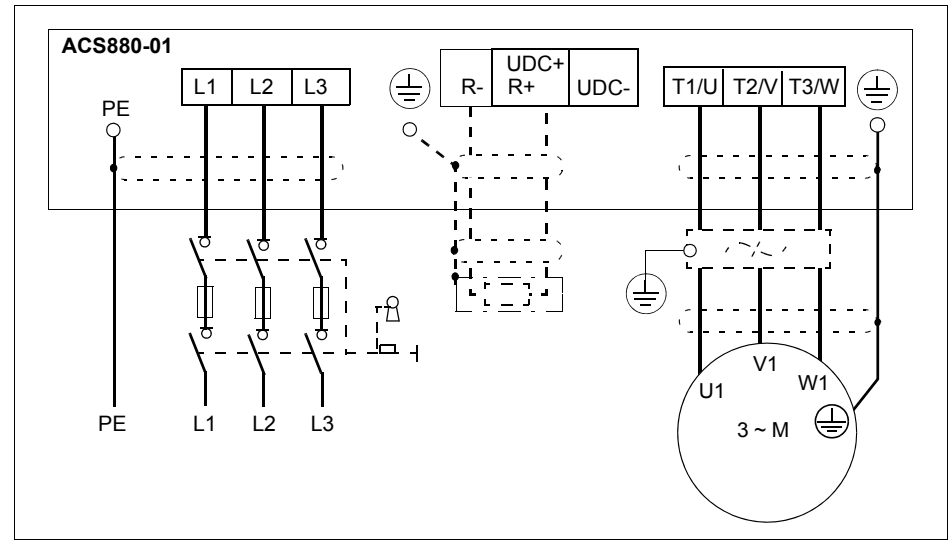 ACS880-01
PE
L1 L2 L3
R- UDC+ R+ UDC-
T1/U T2/V T3/W
U1 V1 W1
3 ~ M
PE L1 L2 L3